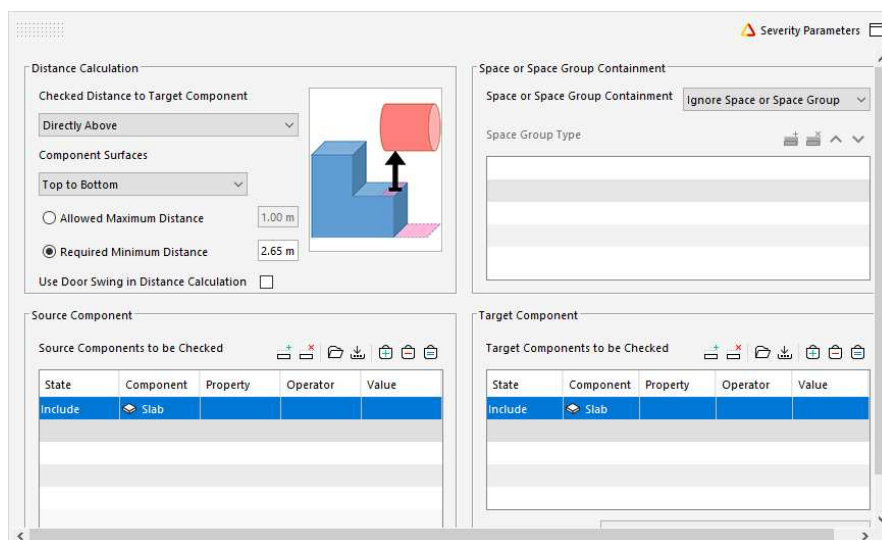 Severity Parameters
Distance Calculation
Checked Distance to Target Component
Directly Above
Component Surfaces
Top to Bottom
Allowed Maximum Distance 1.00 m
Required Minimum Distance 2.65 m
Use Door Swing in Distance Calculation
Space or Space Group Containment
Space or Space Group Containment Ignore Space or Space Group
Space Group Type
Source Component
Source Components to be Checked
State Component Property Operator Value
Include Slab
Target Component
Target Components to be Checked
State Component Property Operator Value
Include Slab